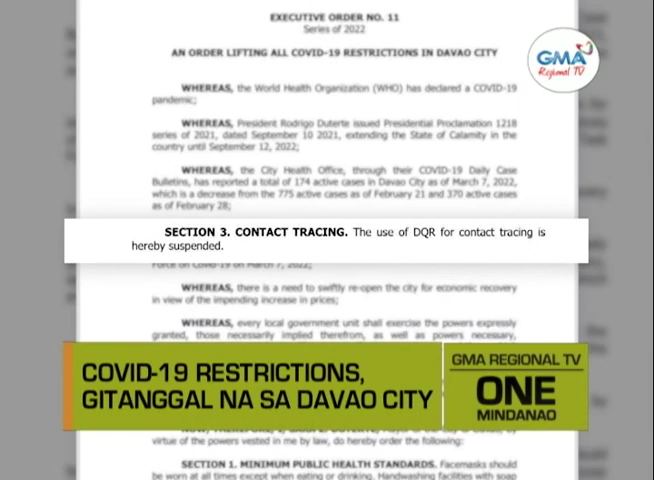 EXECUTIVE ORDER NO. 11
Series of 2022
AN ORDER LIFTING ALL COVID-19 RESTRICTIONS IN DAVAO CITY
GMA
Regional TV
WHEREAS, the World Health Organization (WHO) has declared a COVID-19
pandemic;
WHEREAS, President Rodrigo Duterte issued Presidential Proclamation 1218
series of 2021, dated September 10 2021, extending the State of Calamity in the
country until September 12, 2022;
WHEREAS, the City Health Office, through their COVID-19 Daily Case
Bulletins, has reported a total of 174 active cases in Davao City as of March 7, 2022,
which is a decrease from the 775 active cases as of February 21 and 370 active cases
as of February 28;
SECTION 3. CONTACT TRACING. The use of DQR for contact tracing is
hereby suspended.
Force on Covid-19 on March 7, 2022;
WHEREAS, there is a need to swiftly re-open the city for economic recovery
in view of the impending increase in prices;
WHEREAS, every local government unit shall exercise the powers expressly
granted, those necessarily implied therefrom, as well as powers necessary,
COVID-19 RESTRICTIONS,
GITANGGAL NA SA DAVAO CITY
GMA REGIONAL TV
ONE
MINDANAO
virtue of the powers vested in me by law, do hereby order the following:
SECTION 1. MINIMUM PUBLIC HEALTH STANDARDS. Facemasks should
be worn at all times except when eating or drinking. Handwashing facilities with soap